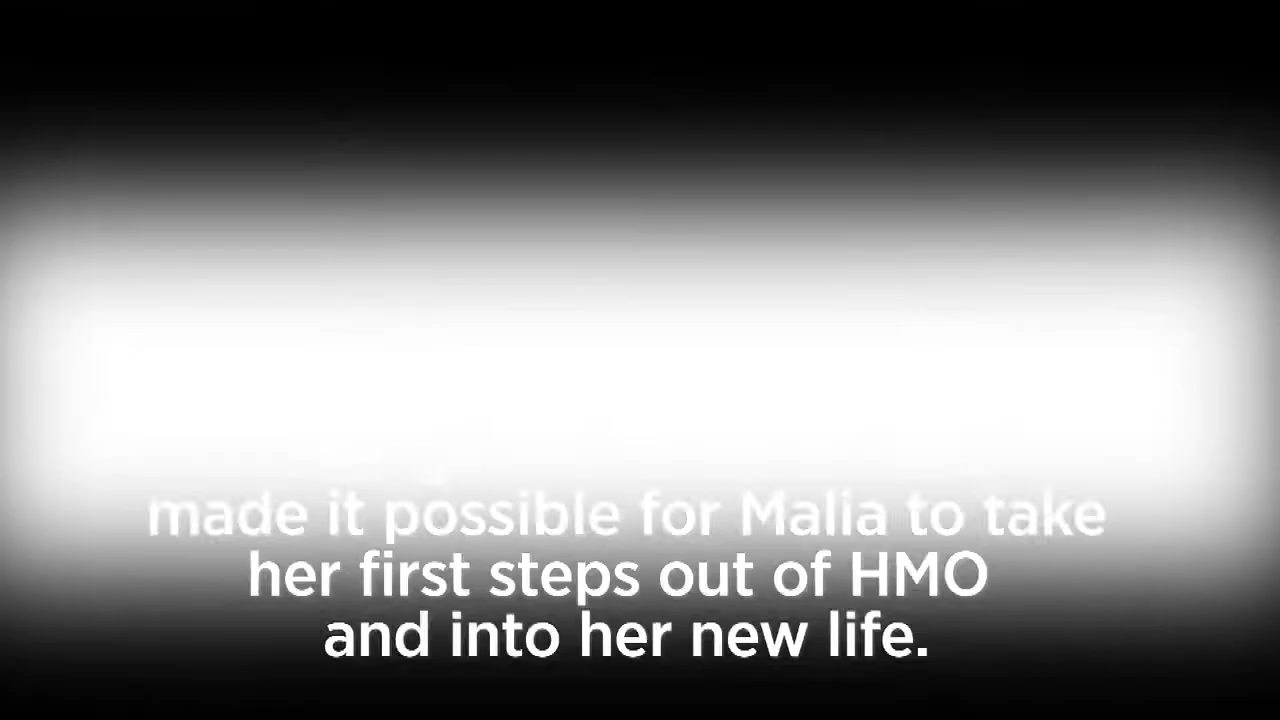 made it possible for Malia to take
her first steps out of HMO
and into her new life.